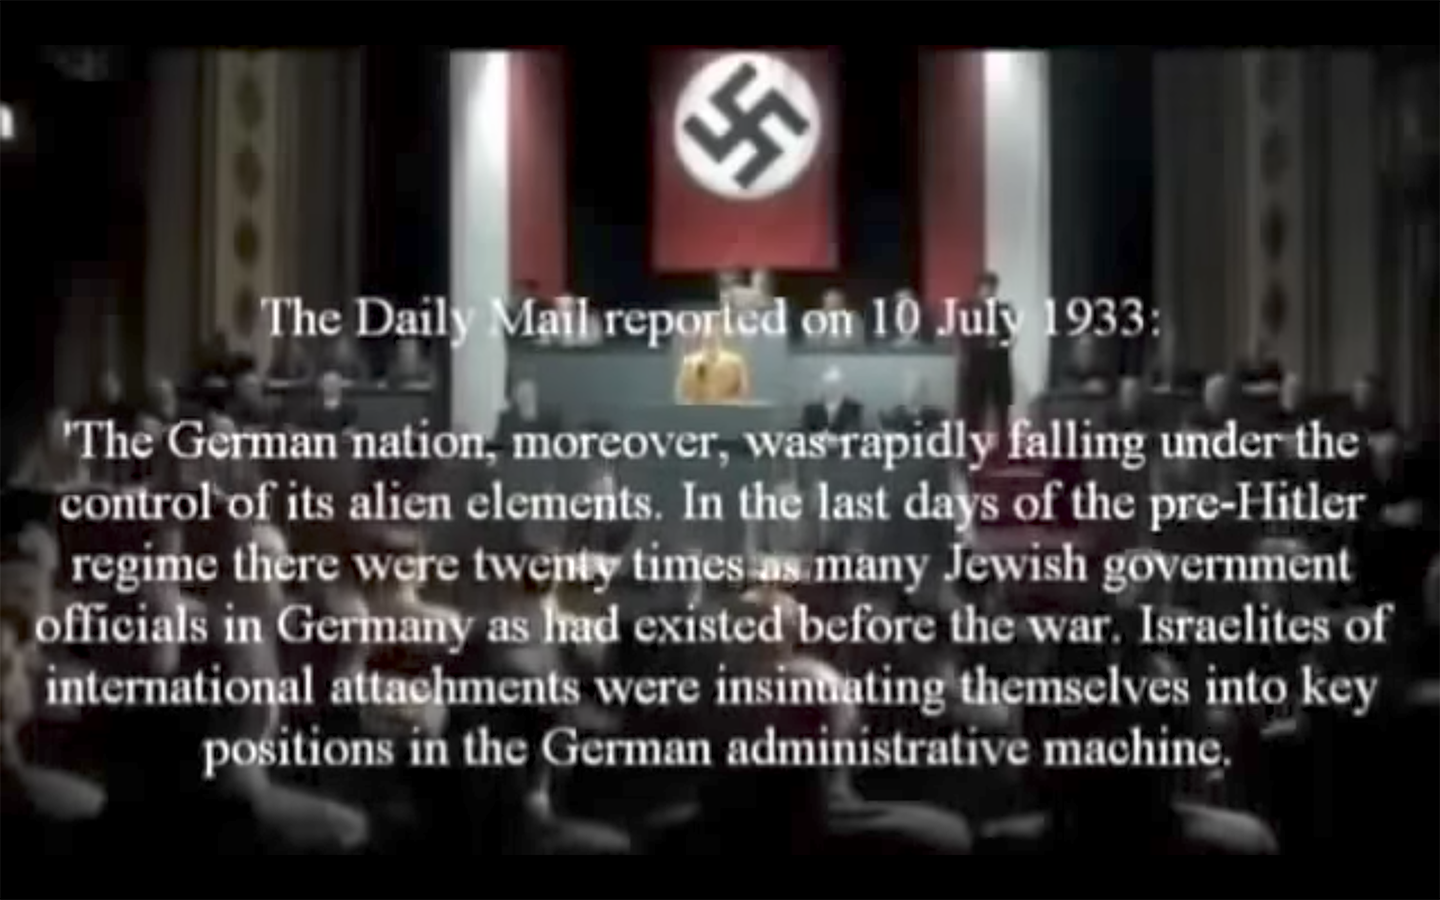 The Daily Mail reported on 10 July 1933:
'The German nation, moreover, was rapidly falling under the
control of its alien elements. In the last days of the pre-Hitler
regime there were twenty times as many Jewish government
officials in Germany as had existed before the war. Israelites of
international attachments were insinuating themselves into key
positions in the German administrative machine.